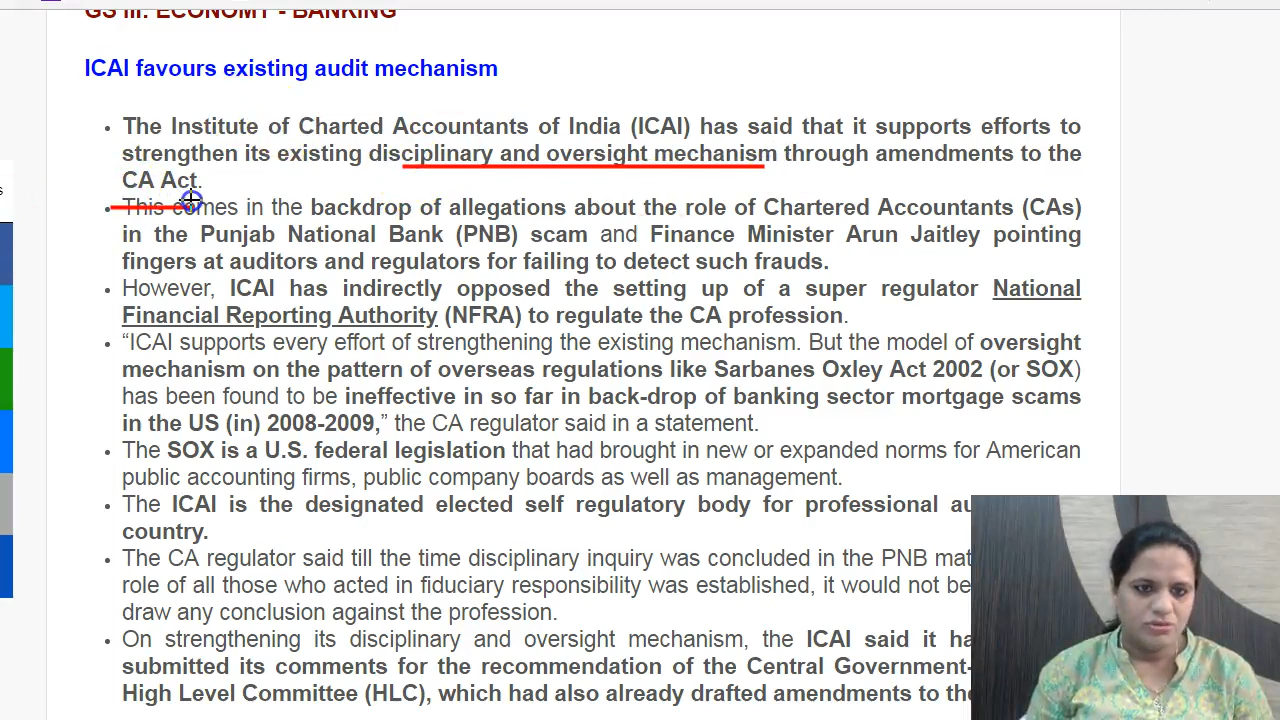 GS III: ECONOMY - BANKING
ICAI favours existing audit mechanism
The Institute of Charted Accountants of India (ICAI) has said that it supports efforts to
strengthen its existing disciplinary and oversight mechanism through amendments to the
CA Act.
This comes in the backdrop of allegations about the role of Chartered Accountants (CAs)
in the Punjab National Bank (PNB) scam and Finance Minister Arun Jaitley pointing
fingers at auditors and regulators for failing to detect such frauds.
However, ICAI has indirectly opposed the setting up of a super regulator National
Financial Reporting Authority (NFRA) to regulate the CA profession.
“ICAI supports every effort of strengthening the existing mechanism. But the model of oversight
mechanism on the pattern of overseas regulations like Sarbanes Oxley Act 2002 (or SOX)
has been found to be ineffective in so far in back-drop of banking sector mortgage scams
in the US (in) 2008-2009,” the CA regulator said in a statement.
The SOX is a U.S. federal legislation that had brought in new or expanded norms for American
public accounting firms, public company boards as well as management.
The ICAI is the designated elected self regulatory body for professional au
country.
The CA regulator said till the time disciplinary inquiry was concluded in the PNB mat
role of all those who acted in fiduciary responsibility was established, it would not be
draw any conclusion against the profession.
On strengthening its disciplinary and oversight mechanism, the ICAI said it ha
submitted its comments for the recommendation of the Central Government-
High Level Committee (HLC), which had also already drafted amendments to the
s